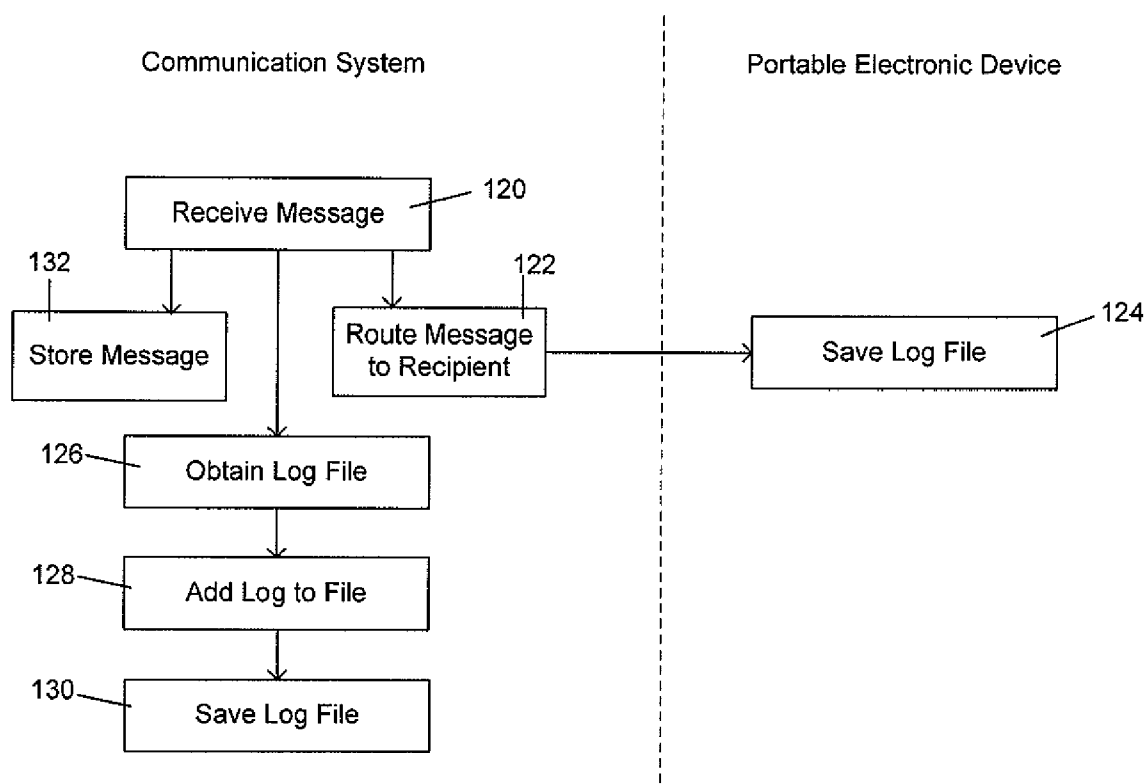 Communication System
Portable Electronic Device
120
Receive Message
132
122
Store Message
Route Message
to Recipient
124
Save Log File
126
Obtain Log File
128
Add Log to File
130
Save Log File